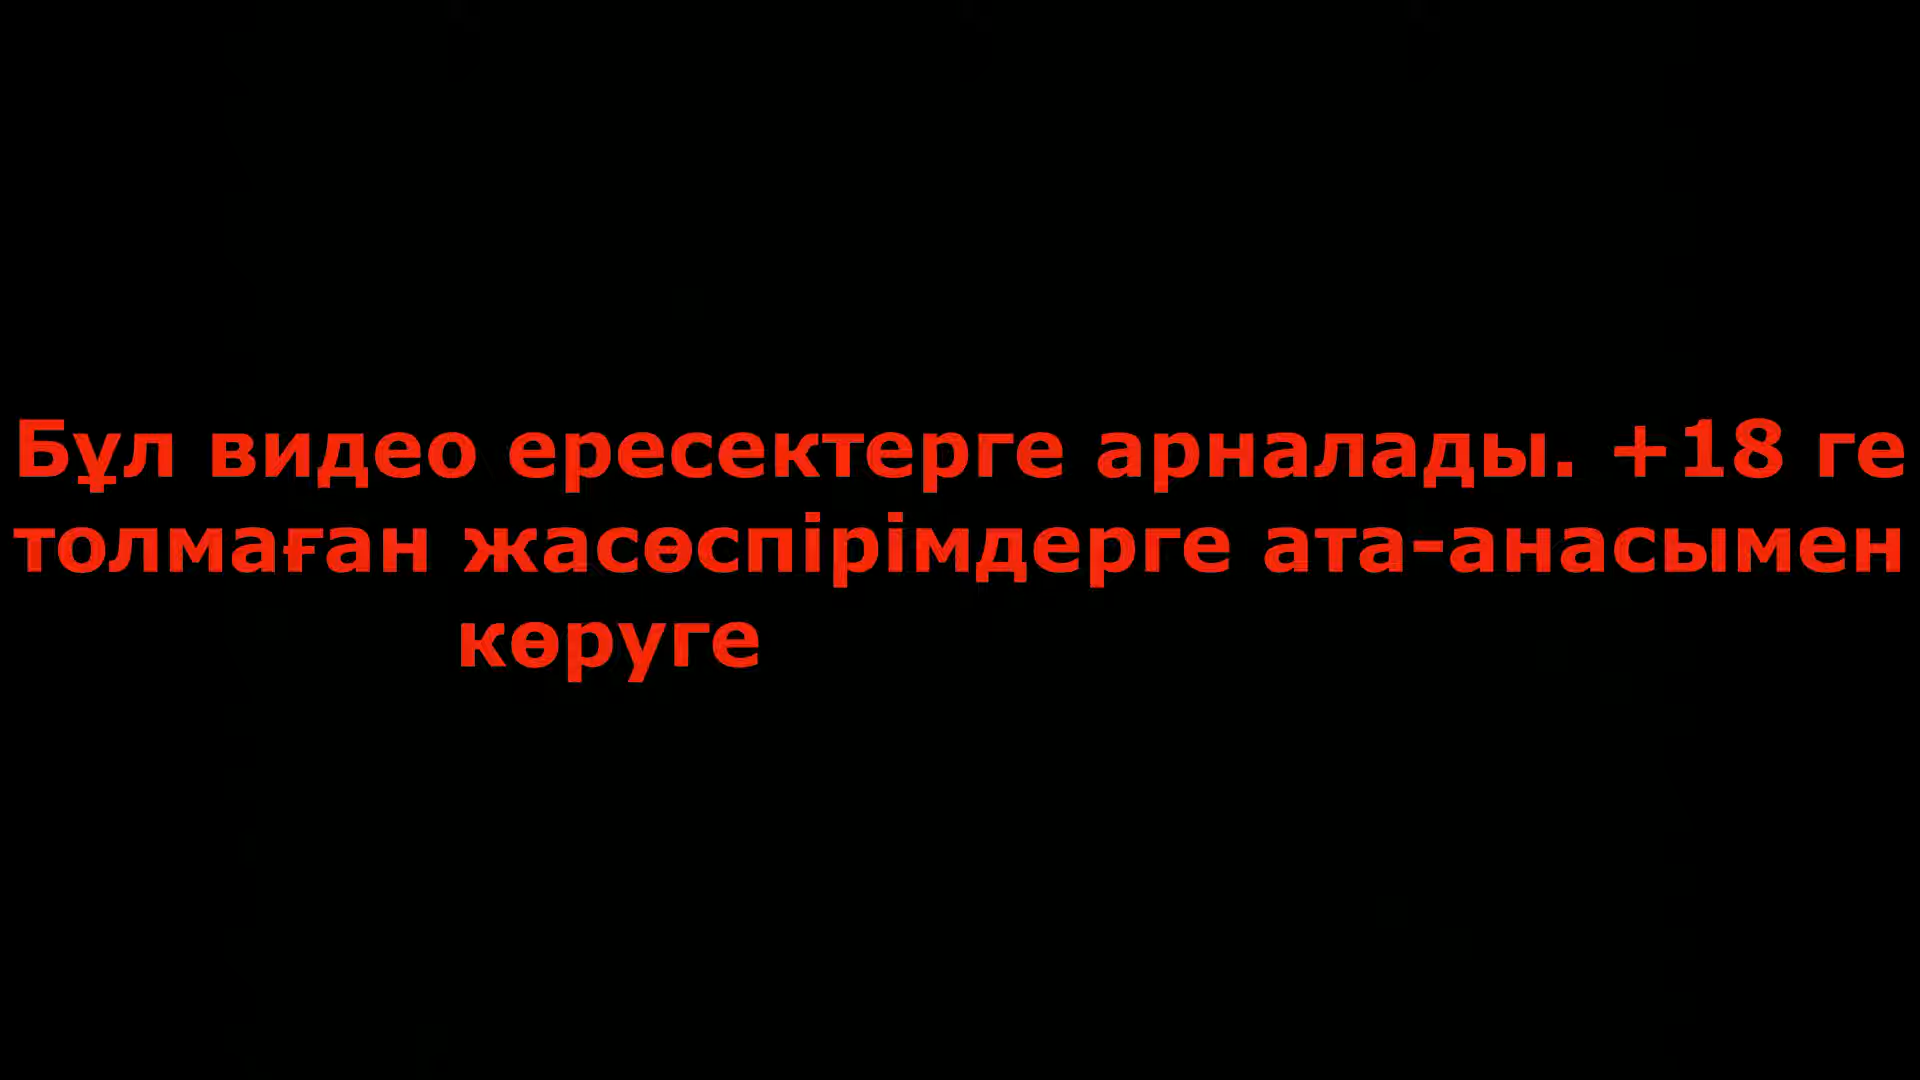 Бұл видео ересектерге арналады. +18 ге
толмаған жасөспірімдерге ата-анасымен
көруге